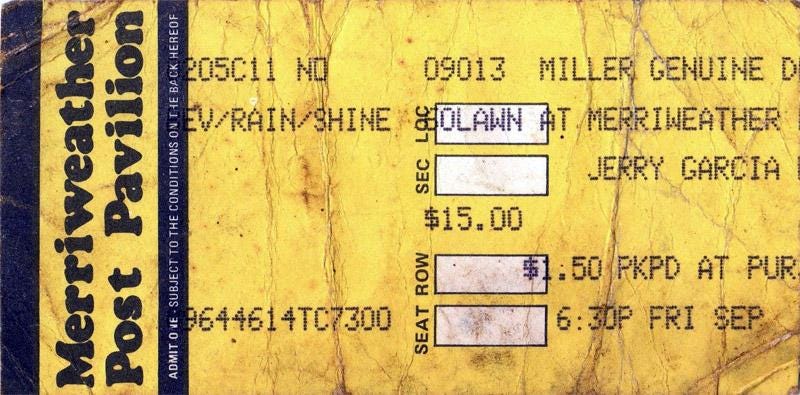 Merriweather
Post Pavilion
ADMIT ONE - SUBJECT TO THE CONDITIONS ON THE BACK HEREOF
205C11 NO 09013 MILLER GENUINE D
EV/RAIN/SHINE LOC OLAWN AT MERRIWEATHER
SEC JERRY GARCIA
$15.00
ROW $1.50 PKPD AT PUR
9644614TC7300 SEAT 6:30P FRI SEP